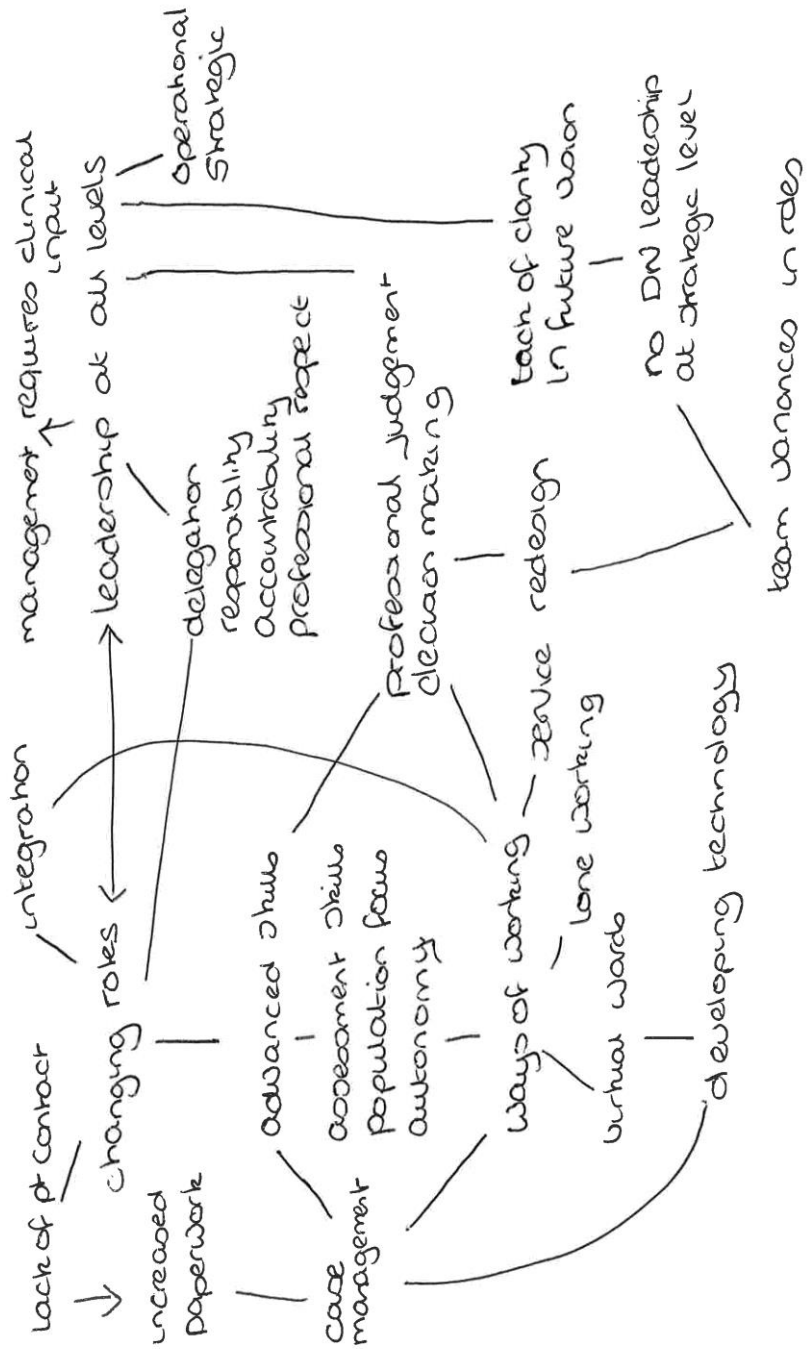 Lack of pt contact
integration
management requires clinical
input
changing roles
leadership at all levels
increased
paperwork
delegation
responsibility
accountability
professional respect
Operational
Strategic
case
management
advanced skills
assessment skills
population focus
autonomy
professional judgement
decision making
ways of working
service redesign
Lack of clarity
in future vision
virtual wards
lone working
no DN leadership
at strategic level
developing technology
team variances in roles